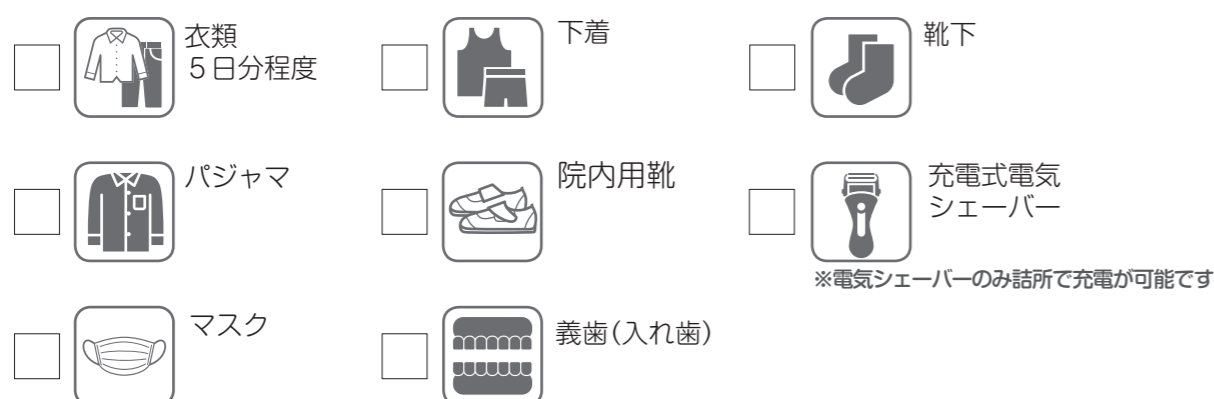 衣類
５日分程度
下着
靴下
パジャマ
院内用靴
充電式電気
シェーバー
※電気シェーバーのみ詰所で充電が可能です
マスク
義歯(入れ歯)